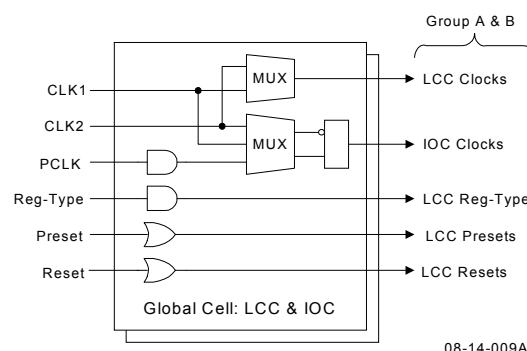 Group A & B
MUX
LCC Clocks
CLK1
CLK2
MUX
IOC Clocks
PCLK
Reg-Type
LCC Reg-Type
Preset
LCC Presets
Reset
LCC Resets
Global Cell: LCC & IOC
08-14-009A